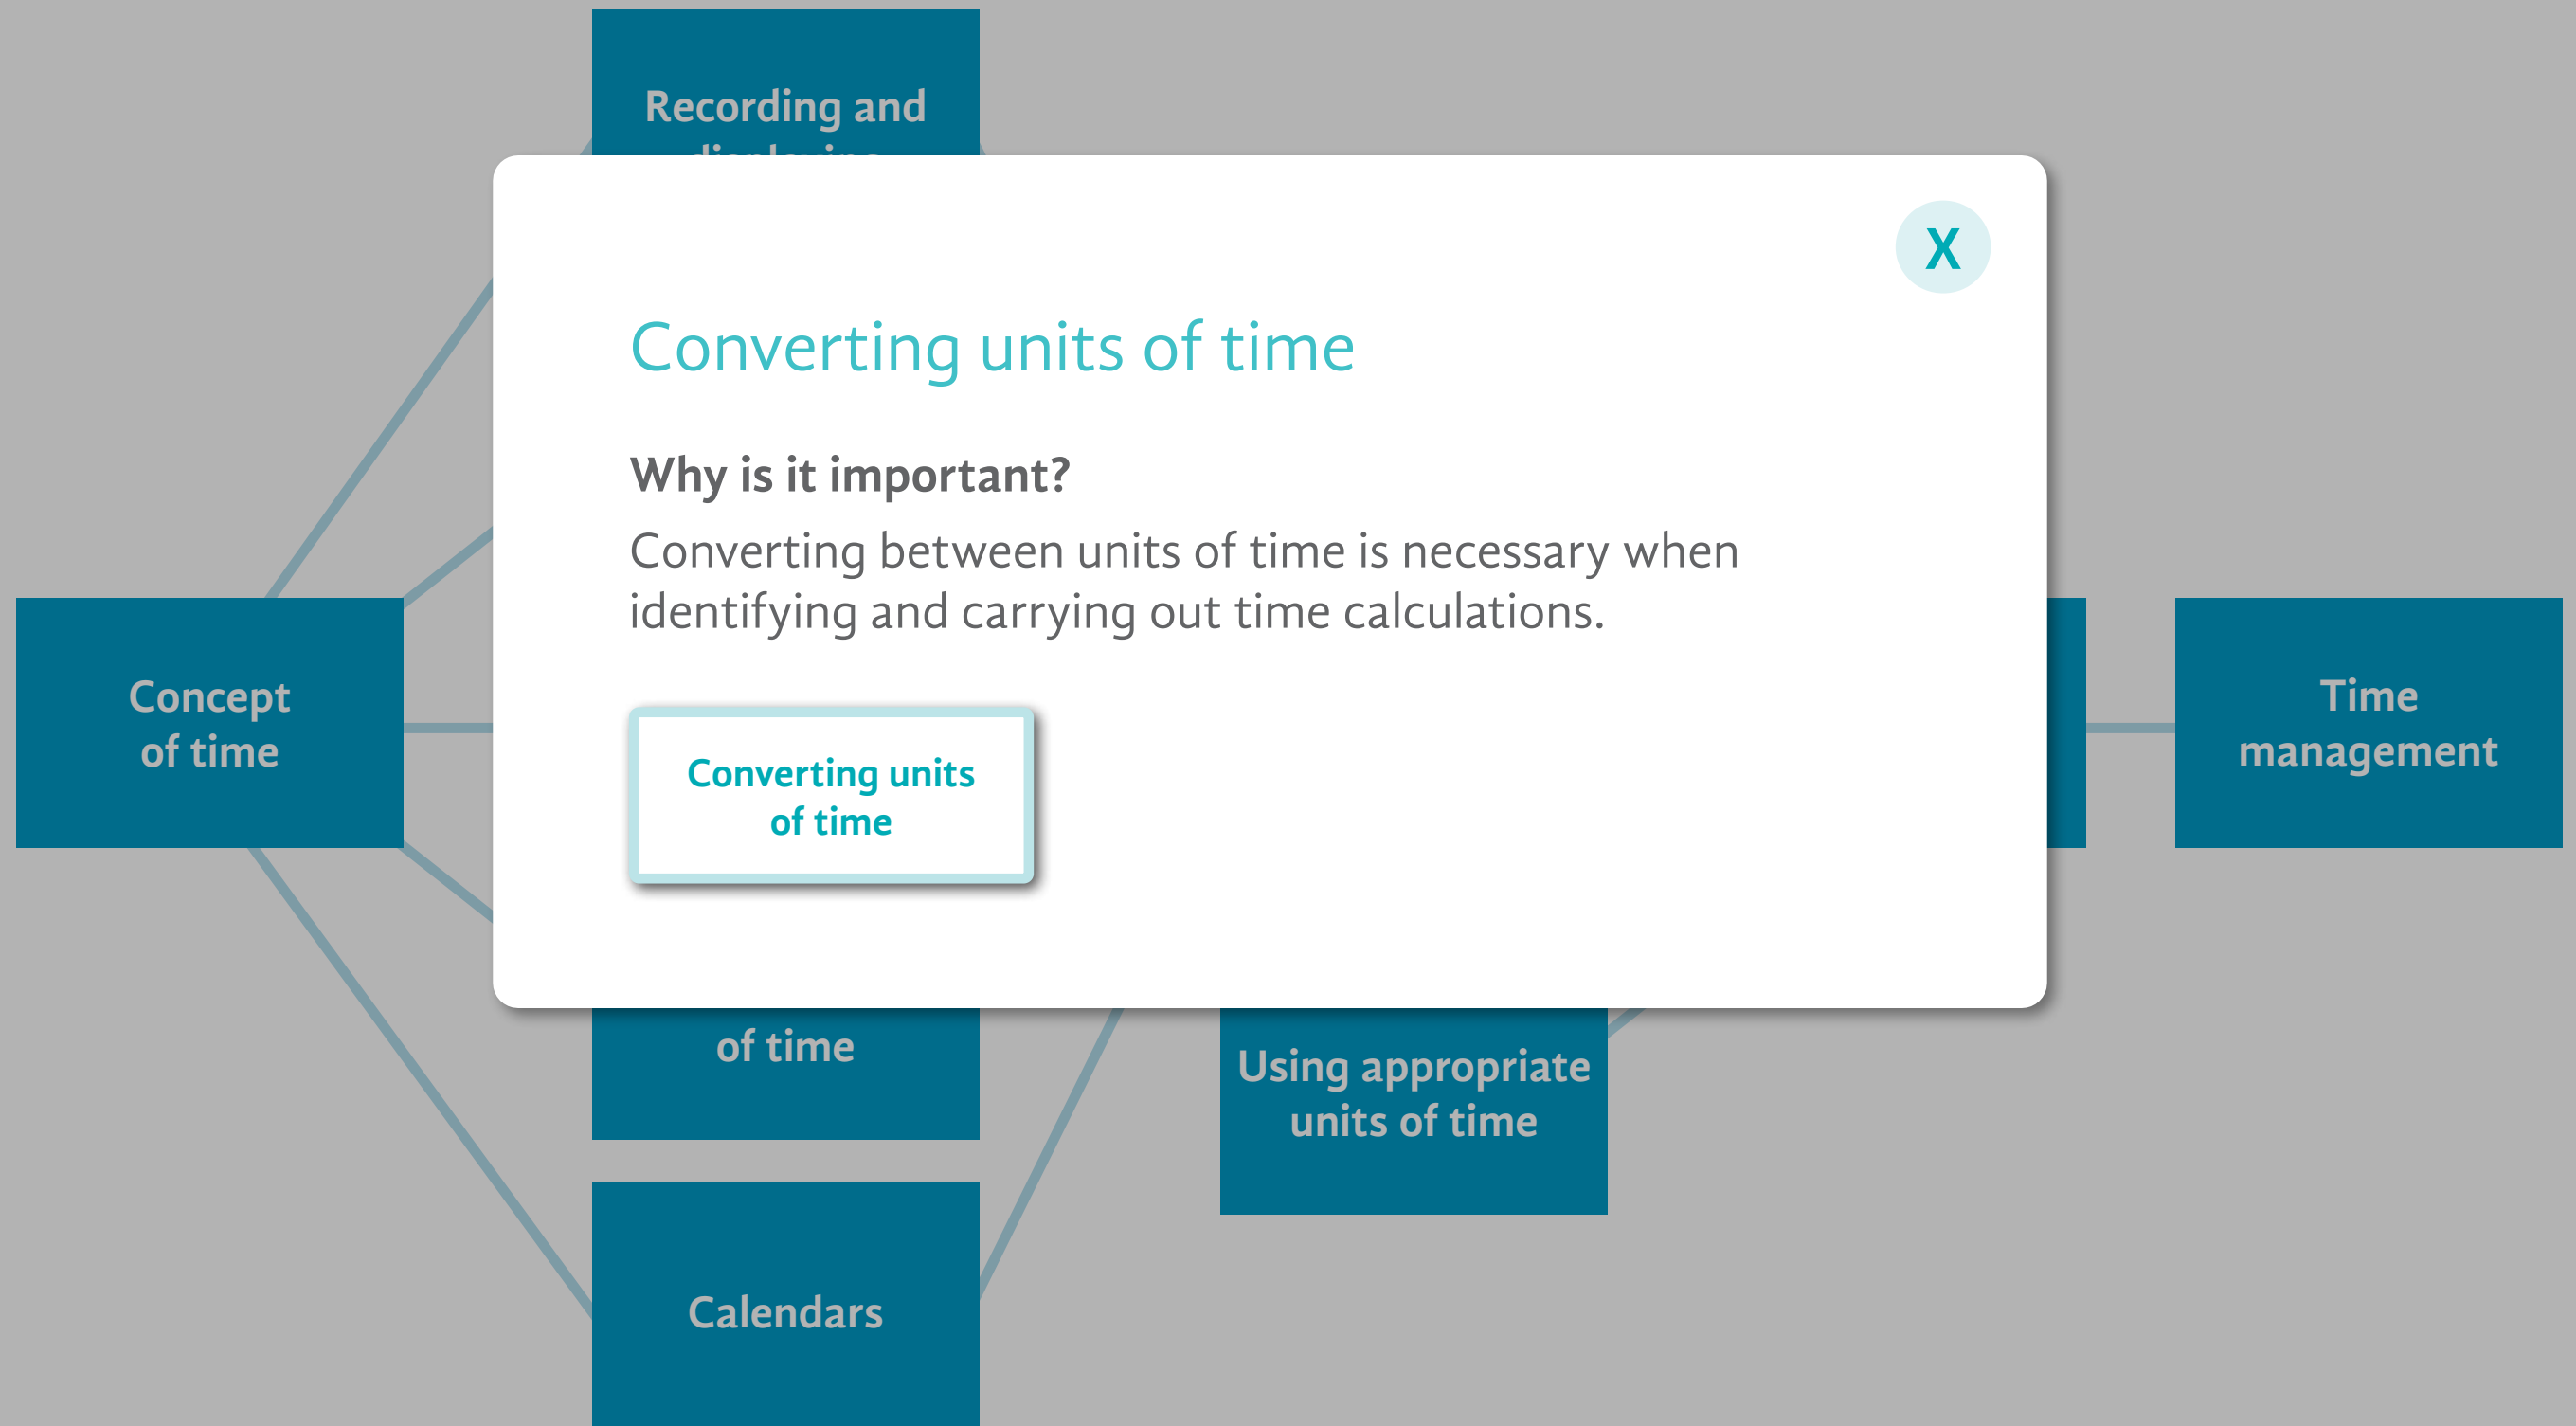 Recording and
X
Converting units of time
Why is it important?
Converting between units of time is necessary when
identifying and carrying out time calculations.
Concept
of time
Time
management
Converting units
of time
of time
Using appropriate
units of time
Calendars